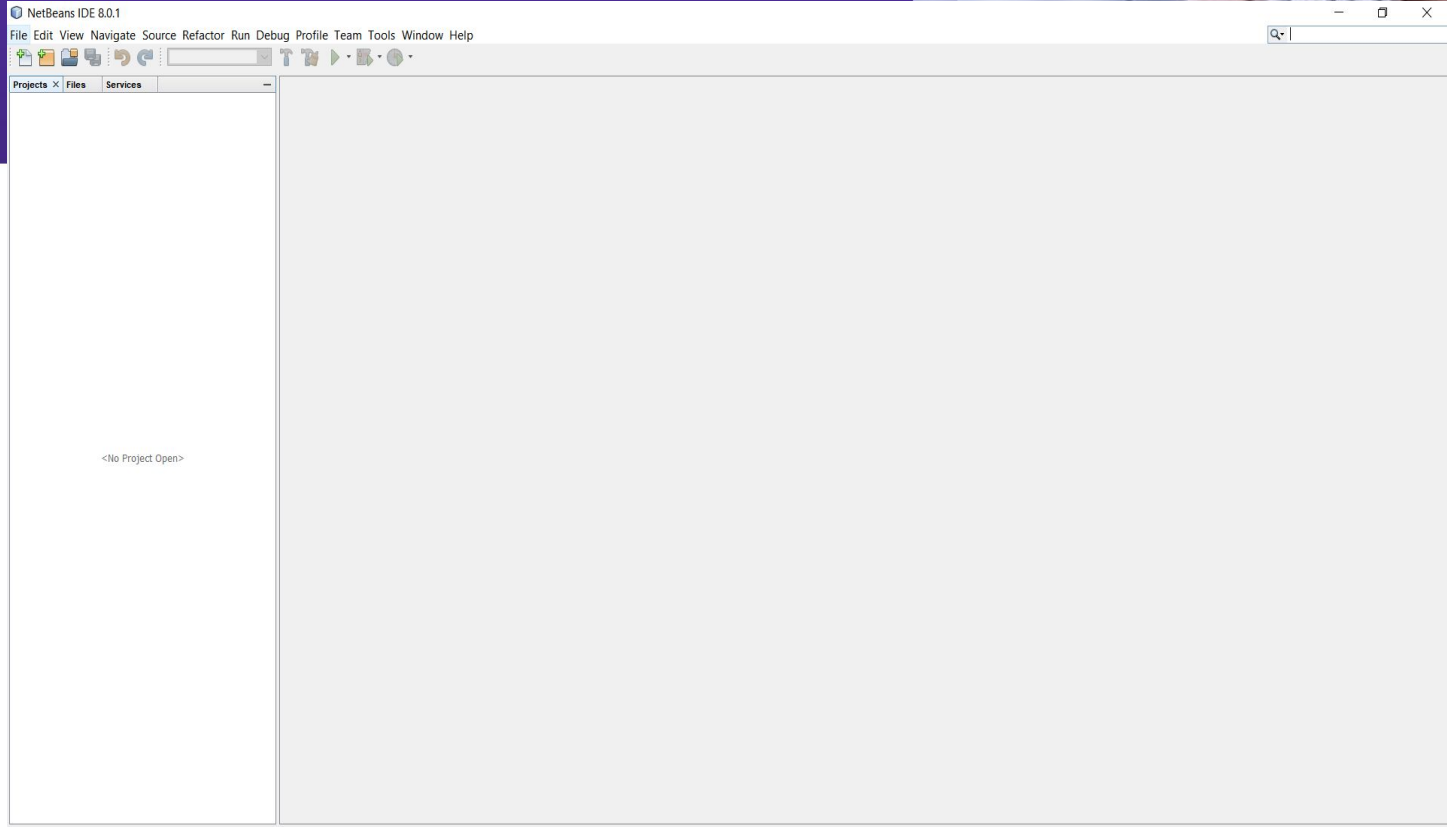 NetBeans IDE 8.0.1
File Edit View Navigate Source Refactor Run Debug Profile Team Tools Window Help
Projects Files Services
<No Project Open>